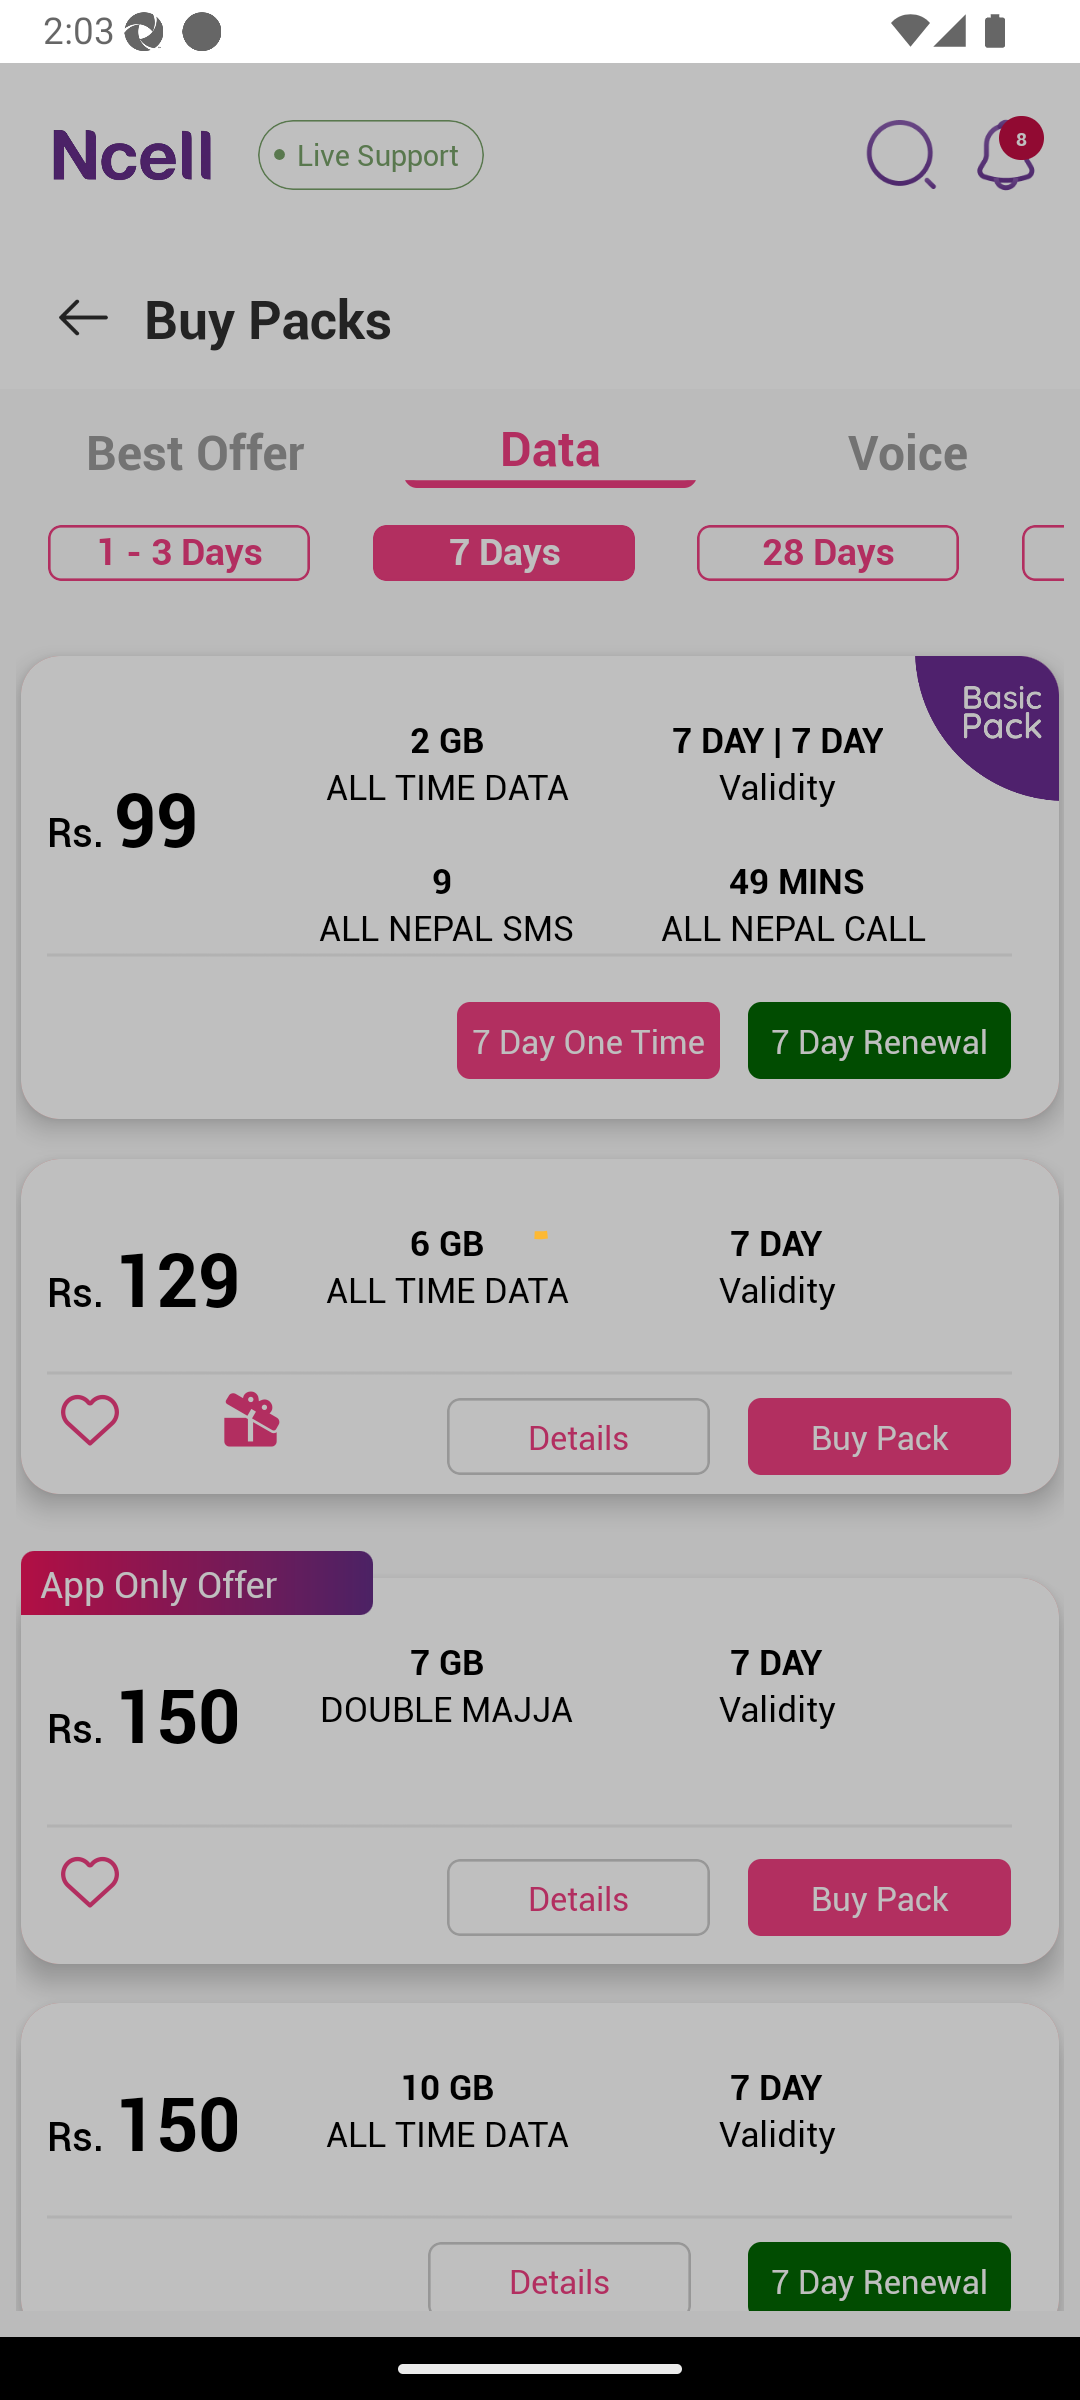 2:03
Ncell
Live Support
8
Buy Packs
Best Offer
Data
Voice
1 - 3 Days
7 Days
28 Days
Basic
Pack
Rs. 99
2 GB
ALL TIME DATA
7 DAY | 7 DAY
Validity
9
ALL NEPAL SMS
49 MINS
ALL NEPAL CALL
7 Day One Time
7 Day Renewal
Rs. 129
6 GB
ALL TIME DATA
7 DAY
Validity
Details
Buy Pack
App Only Offer
Rs. 150
7 GB
DOUBLE MAJJA
7 DAY
Validity
Details
Buy Pack
Rs. 150
10 GB
ALL TIME DATA
7 DAY
Validity
Details
7 Day Renewal